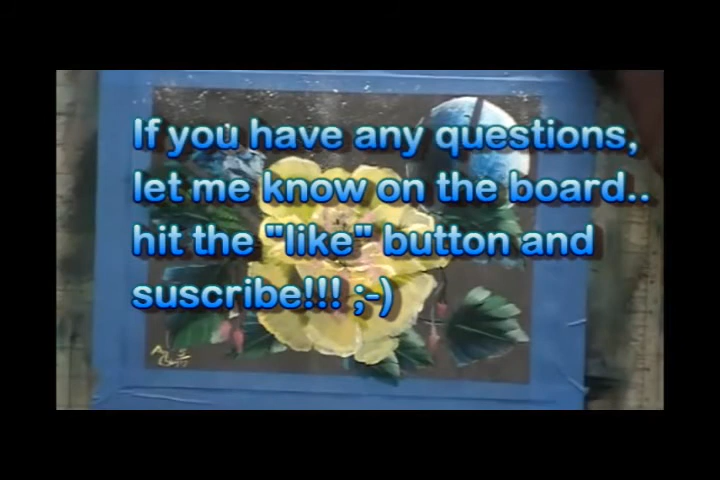 If you have any questions,
let me know on the board..
hit the "like" button and
suscribe!!! ;-)